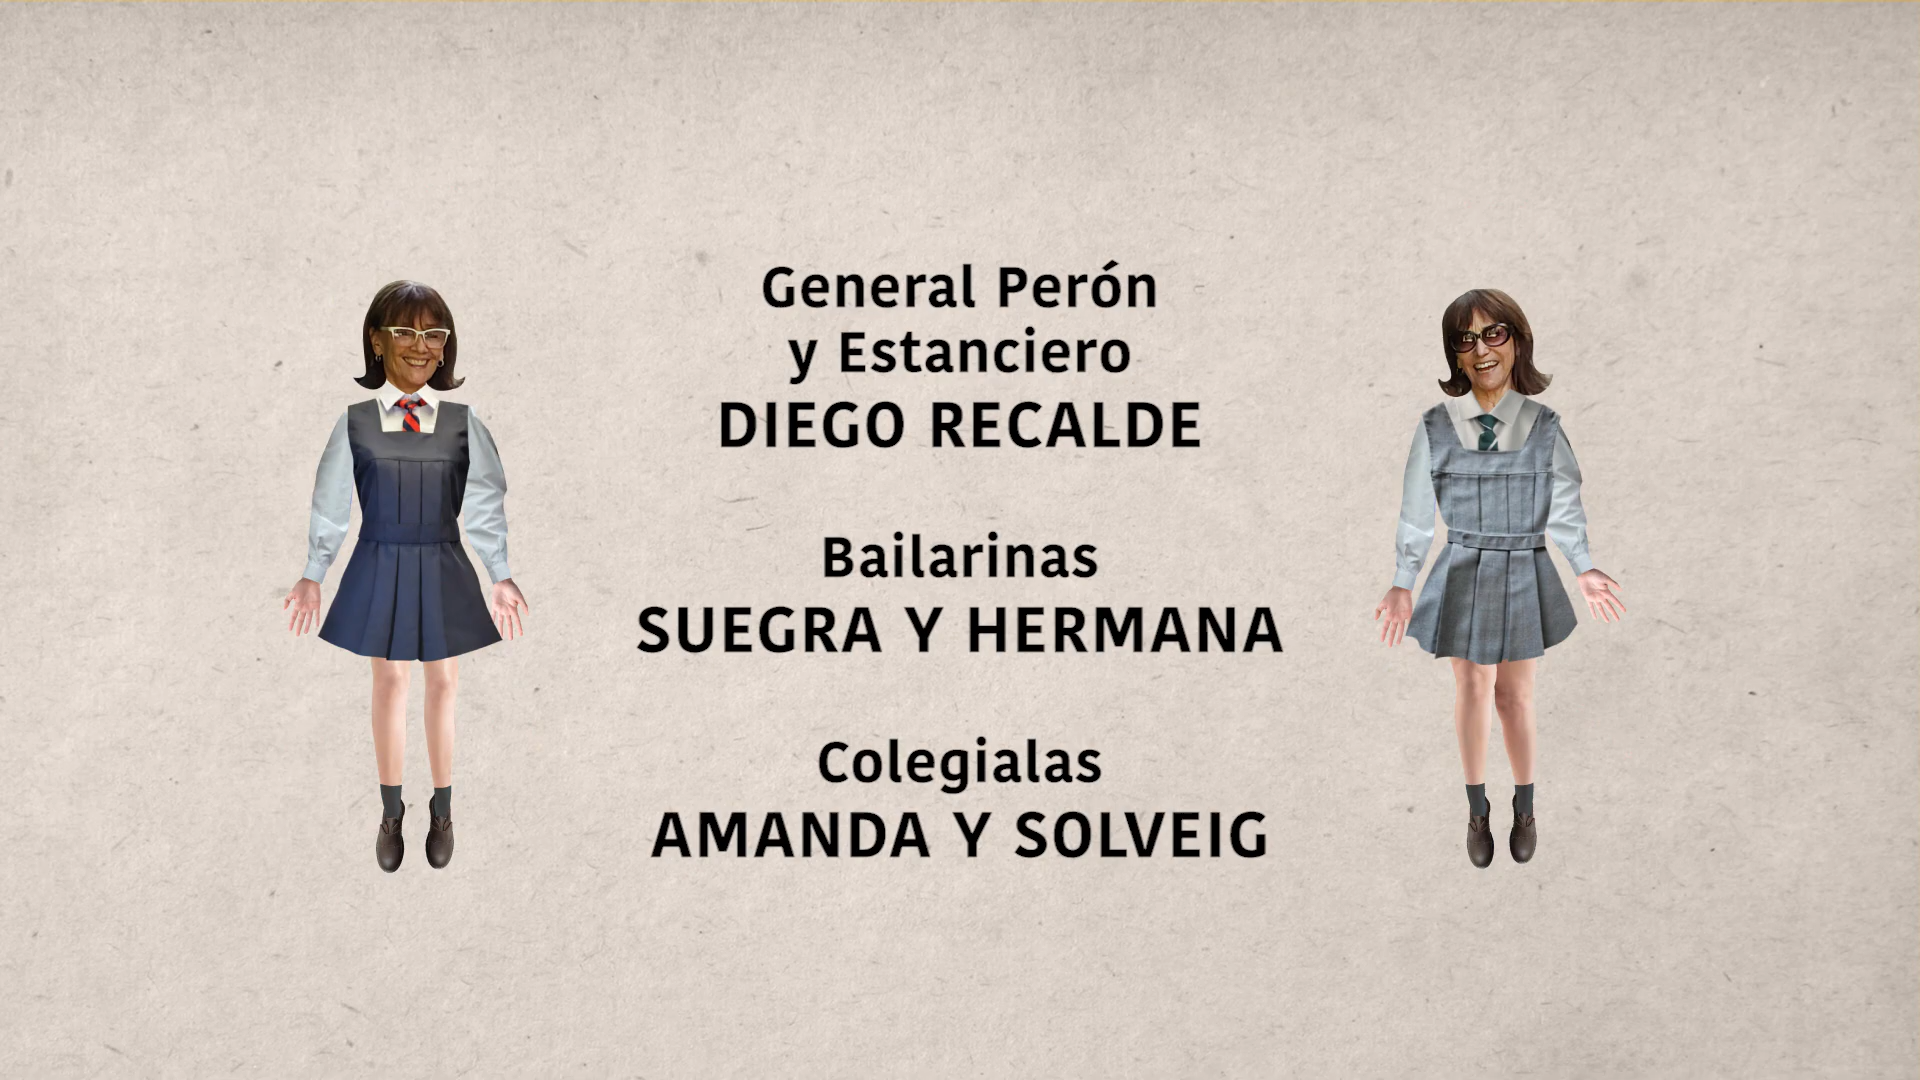 General Perón
y Estanciero
DIEGO RECALDE
Bailarinas
SUEGRA Y HERMANA
Colegialas
AMANDA Y SOLVEIG